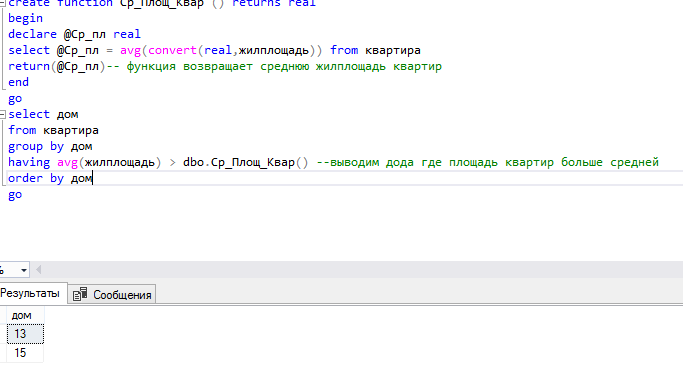 create function Ср_Площ_Квар () returns real
begin
declare @Ср_пл real
select @Ср_пл = avg(convert(real,жилплощадь)) from квартира
return(@Ср_пл)-- функция возвращает среднюю жилплощадь квартир
end
go
select дом
from квартира
group by дом
having avg(жилплощадь) > dbo.Ср_Площ_Квар() --выводим дода где площадь квартир больше средней
order by дом
go
%
Результаты Сообщения
дом
13
15